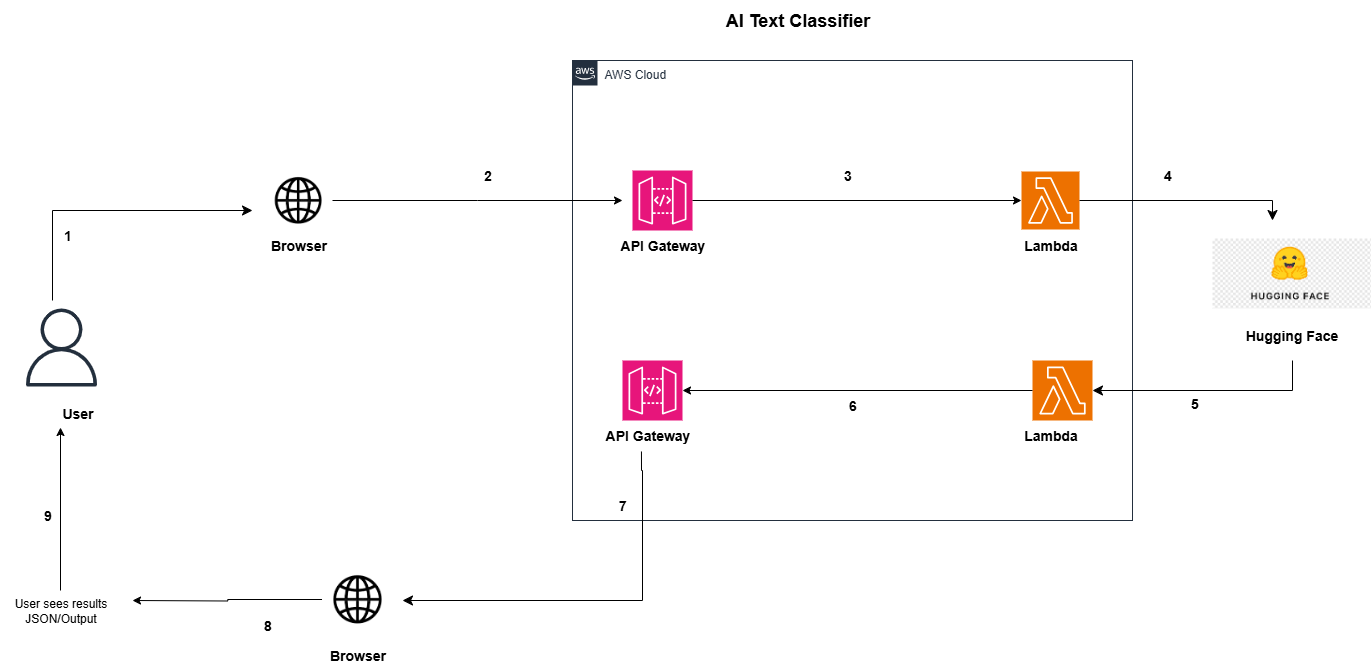 AI Text Classifier
aws
AWS Cloud
2
3
4
1
Browser
API Gateway
Lambda
HUGGING FACE
Hugging Face
User
API Gateway
6
Lambda
5
7
9
User sees results
JSON/Output
8
Browser